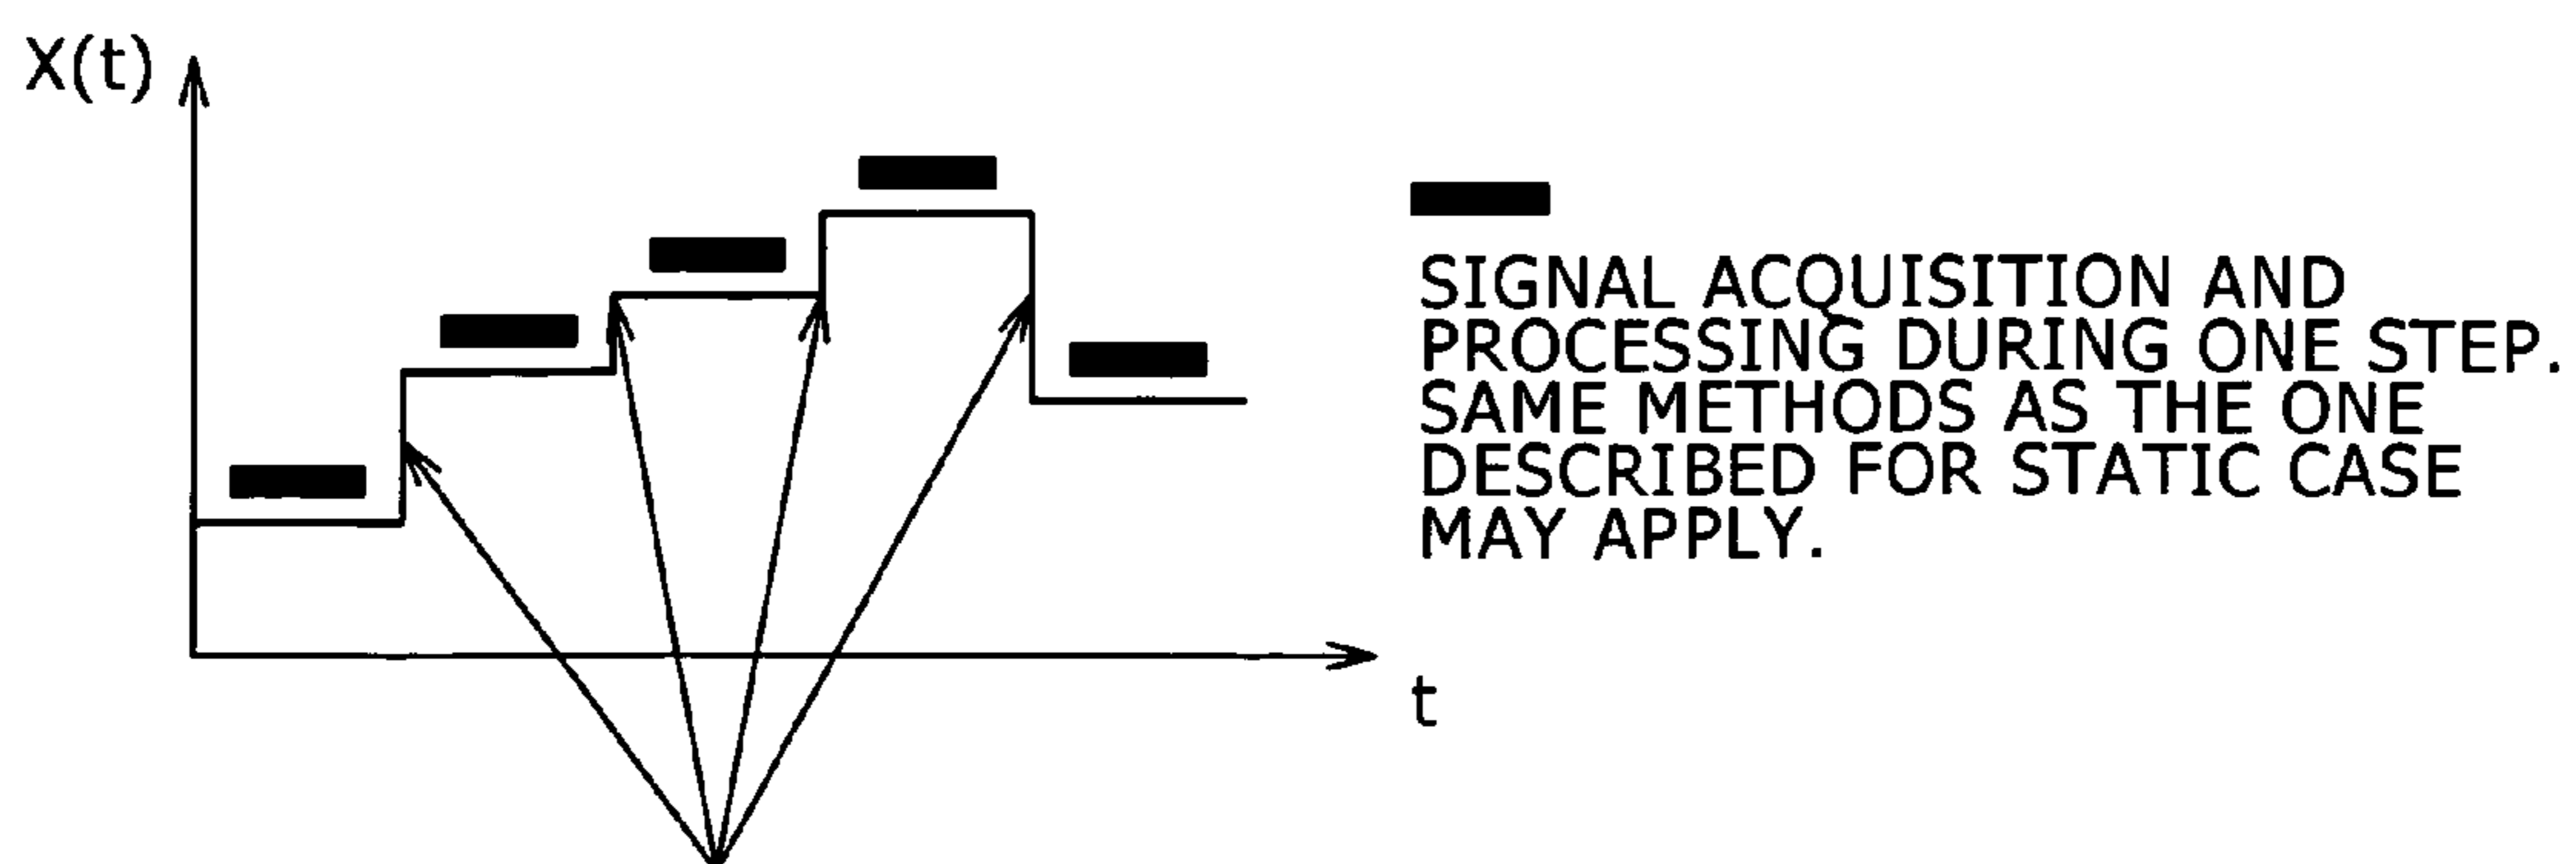 X(t)
SIGNAL ACQUISITION AND
PROCESSING DURING ONE STEP.
SAME METHODS AS THE ONE
DESCRIBED FOR STATIC CASE
MAY APPLY.
t